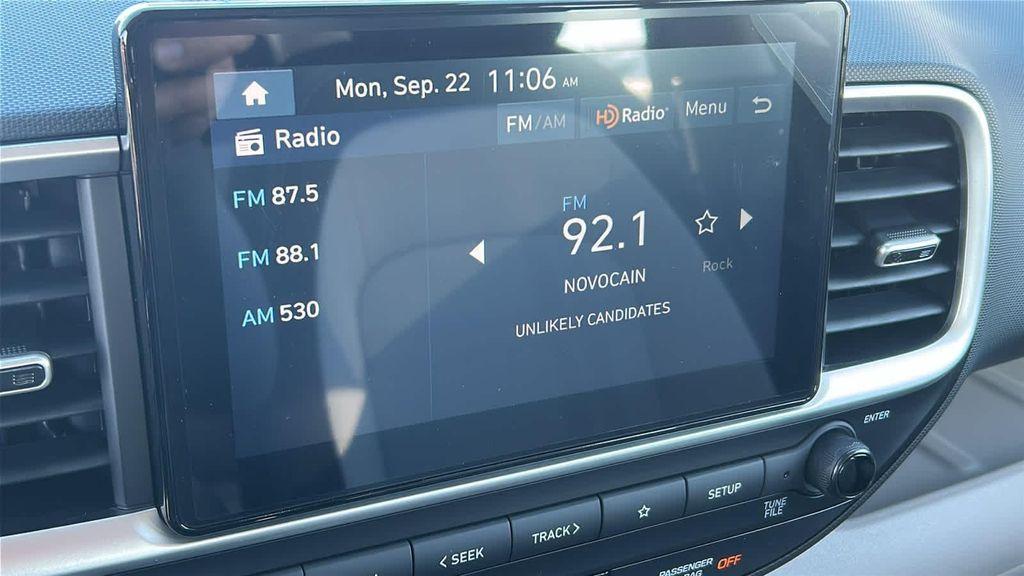 Mon, Sep. 22 11:06 AM
Radio
FM/AM HD Radio Menu
FM 87.5
FM 88.1
AM 530
FM
92.1
Rock
NOVOCAIN
UNLIKELY CANDIDATES
ENTER
TUNE
FILE
< SEEK TRACK > SETUP
PASSENGER
BAG OFF